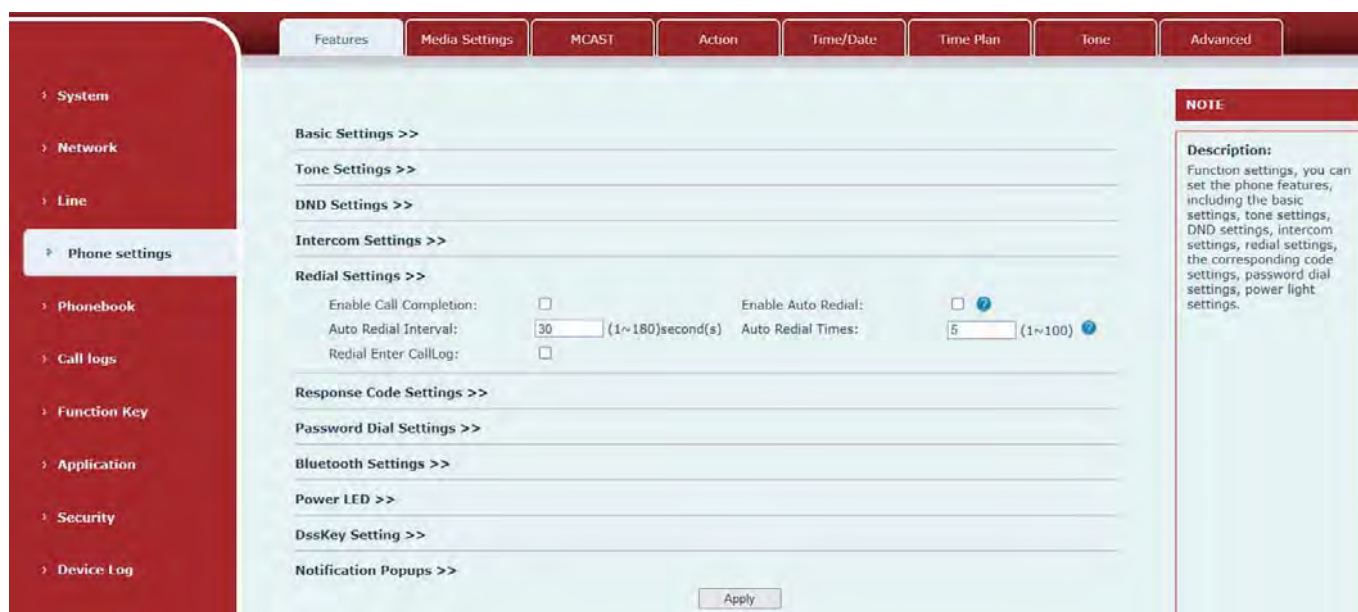 Features Media Settings MCAST Action Time/Date Time Plan Tone Advanced
› System
› Network
› Line
› Phone settings
› Phonebook
› Call logs
› Function Key
› Application
› Security
› Device Log
Basic Settings >>
Tone Settings >>
DND Settings >>
Intercom Settings >>
Redial Settings >>
Enable Call Completion: Enable Auto Redial: ?
Auto Redial Interval: 30 (1~180)second(s) Auto Redial Times: 5 (1~100) ?
Redial Enter CallLog:
Response Code Settings >>
Password Dial Settings >>
Bluetooth Settings >>
Power LED >>
DssKey Setting >>
Notification Popups >>
Apply
NOTE
Description:
Function settings, you can
set the phone features,
including the basic
settings, tone settings,
DND settings, intercom
settings, redial settings,
the corresponding code
settings, password dial
settings, power light
settings.